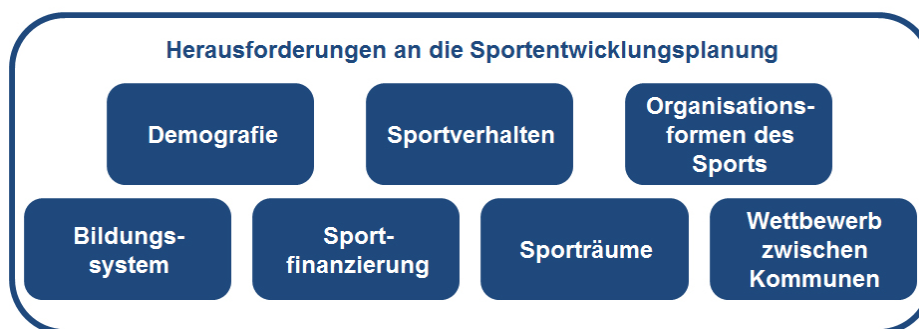 Herausforderungen an die Sportentwicklungsplanung
Demografie
Sportverhalten
Organisations-
formen des
Sports
Bildungs-
system
Sport-
finanzierung
Sporträume
Wettbewerb
zwischen
Kommunen